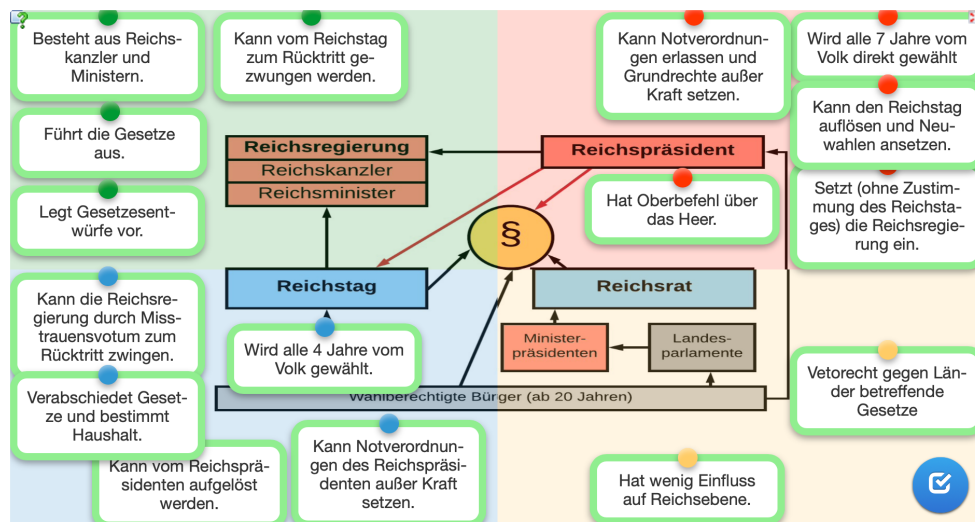 Besteht aus Reichs-
kanzler und
Ministern.
Kann vom Reichstag
zum Rücktritt ge-
zwungen werden.
Kann Notverordnun-
gen erlassen und
Grundrechte außer
Kraft setzen.
Wird alle 7 Jahre vom
Volk direkt gewählt
Führt die Gesetze
aus.
Kann den Reichstag
auflösen und Neu-
wahlen ansetzen.
Reichsregierung
Reichskanzler
Reichsminister
Reichspräsident
Legt Gesetzesent-
würfe vor.
Hat Oberbefehl über
das Heer.
Setzt (ohne Zustim-
mung des Reichstages)
die Reichsregie-
rung ein.
§
Kann die Reichsre-
gierung durch Miss-
trauensvotum zum
Rücktritt zwingen.
Reichstag
Reichsrat
Wird alle 4 Jahre vom
Volk gewählt.
Minister-
präsidenten
Landes-
parlamente
Vetorecht gegen Län-
der betreffende
Gesetze
Verabschiedet Geset-
ze und bestimmt
Haushalt.
Wahlberechtigte Bürger (ab 20 Jahren)
Kann vom Reichsprä-
sidenten aufgelöst
werden.
Kann Notverordnun-
gen des Reichspräsi-
denten außer Kraft
setzen.
Hat wenig Einfluss
auf Reichsebene.